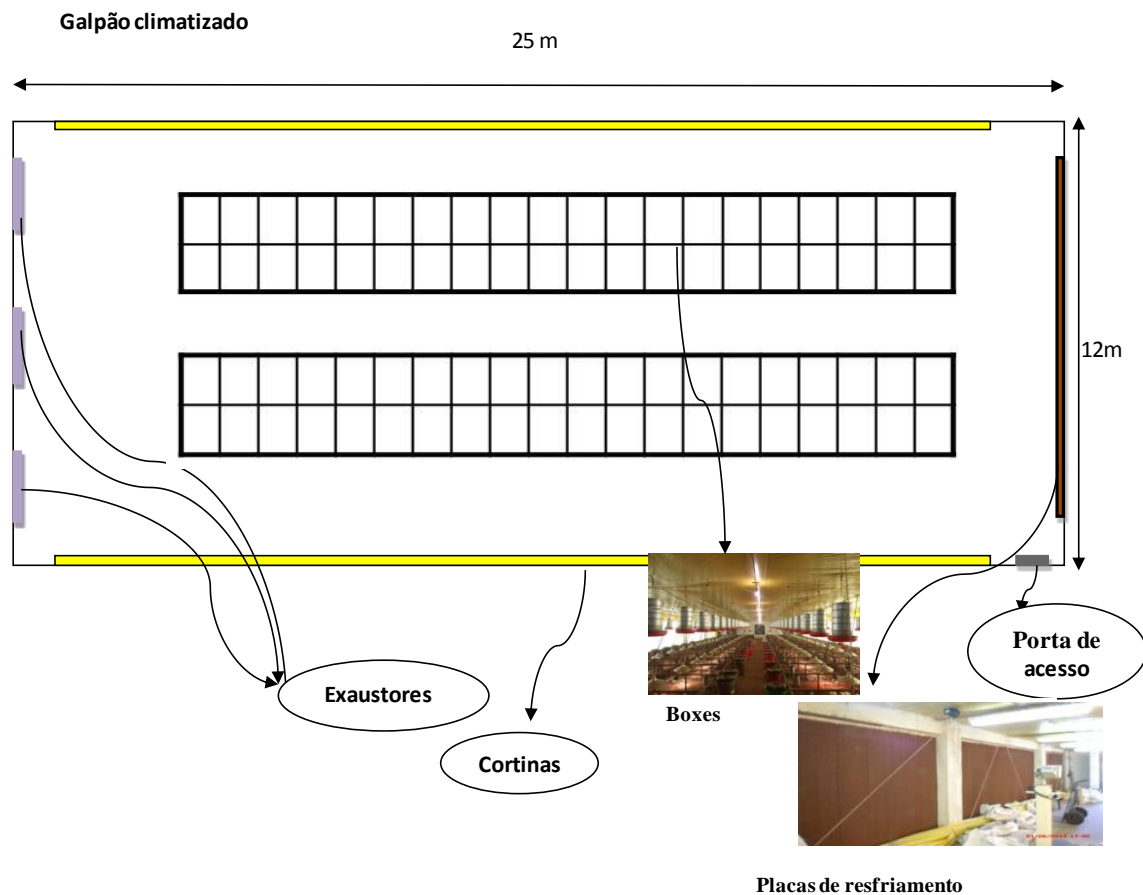 Galpão climatizado
25 m
12m
Porta de
acesso
Exaustores
Boxes
Cortinas
Placas de resfriamento